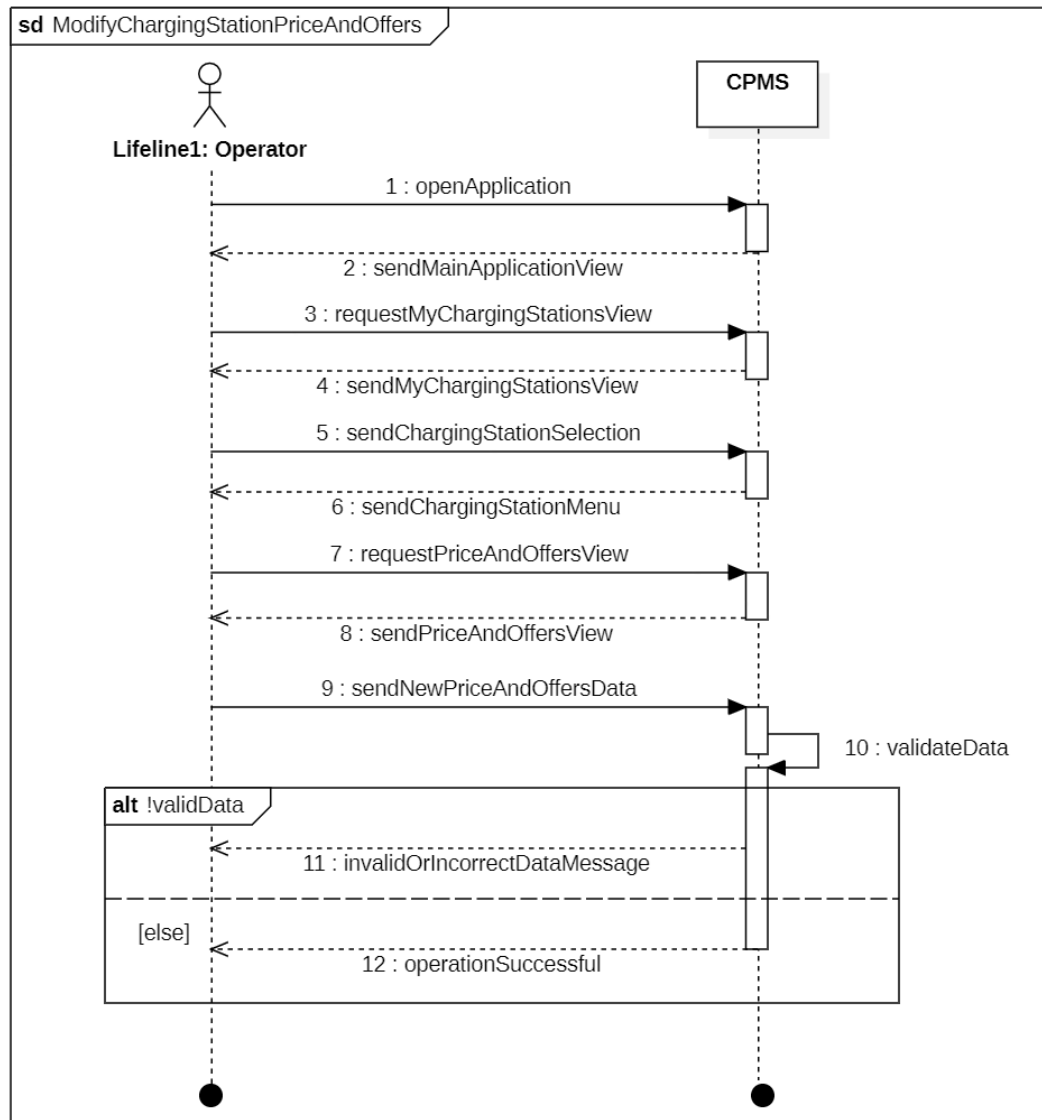 sd ModifyChargingStationPriceAndOffers
CPMS
Lifeline1: Operator
1 : openApplication
2 : sendMainApplicationView
3 : requestMyChargingStationsView
4 : sendMyChargingStationsView
5 : sendChargingStationSelection
6 : sendChargingStationMenu
7 : requestPriceAndOffersView
8 : sendPriceAndOffersView
9 : sendNewPriceAndOffersData
10 : validateData
alt !validData
11 : invalidOrIncorrectDataMessage
[else]
12 : operationSuccessful